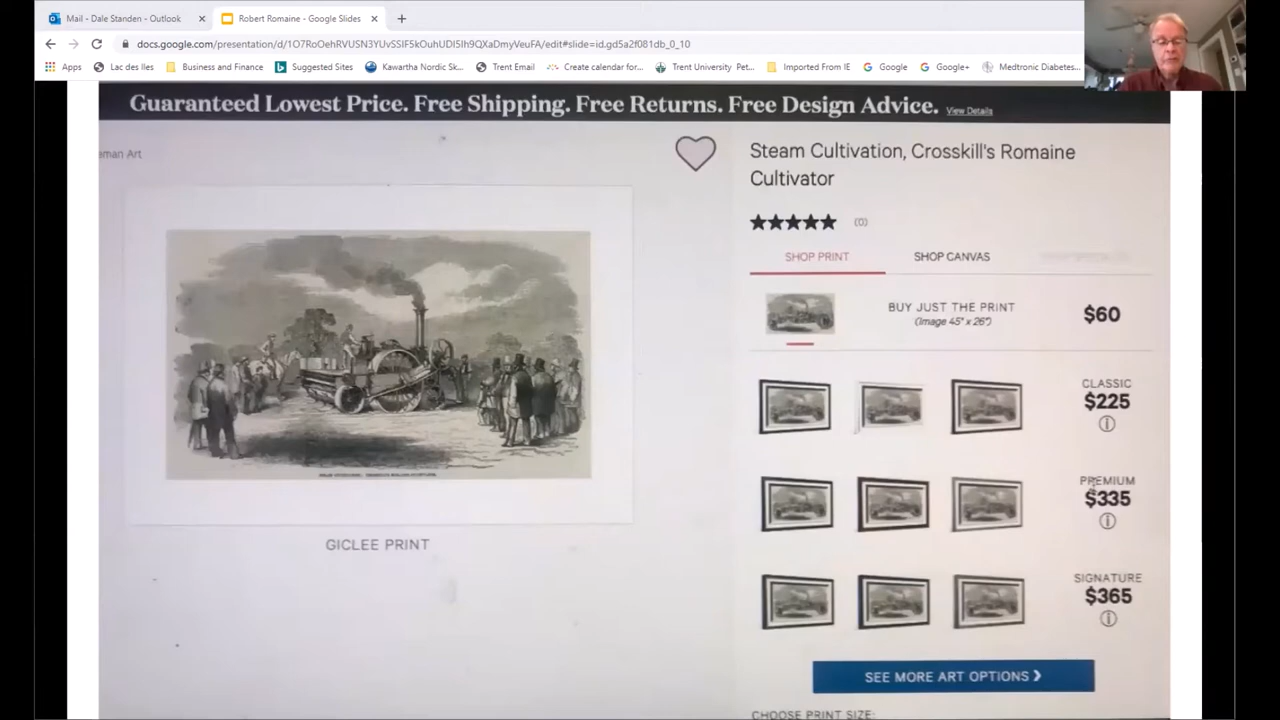 Mail - Dale Standen - Outlook
Robert Romaine - Google Slides
docs.google.com/presentation/d/1O7RoOehRVUSN3YUvSSIF5kOuhUDI5Ih9QXaDmyVeuFA/edit#slide=id.gd5a2f081db_0_10
Apps Lac des Iles Business and Finance Suggested Sites Kawartha Nordic Sk... Trent Email Create calendar for... Trent University Pet... Imported From IE Google Google+ Medtronic Diabetes...
Guaranteed Lowest Price. Free Shipping. Free Returns. Free Design Advice. View Details
eman Art
GICLEE PRINT
Steam Cultivation, Crosskill's Romaine
Cultivator
(0)
SHOP PRINT SHOP CANVAS
BUY JUST THE PRINT
(Image 45" x 26")
$60
CLASSIC
$225
PREMIUM
$335
SIGNATURE
$365
SEE MORE ART OPTIONS
CHOOSE PRINT SIZE: